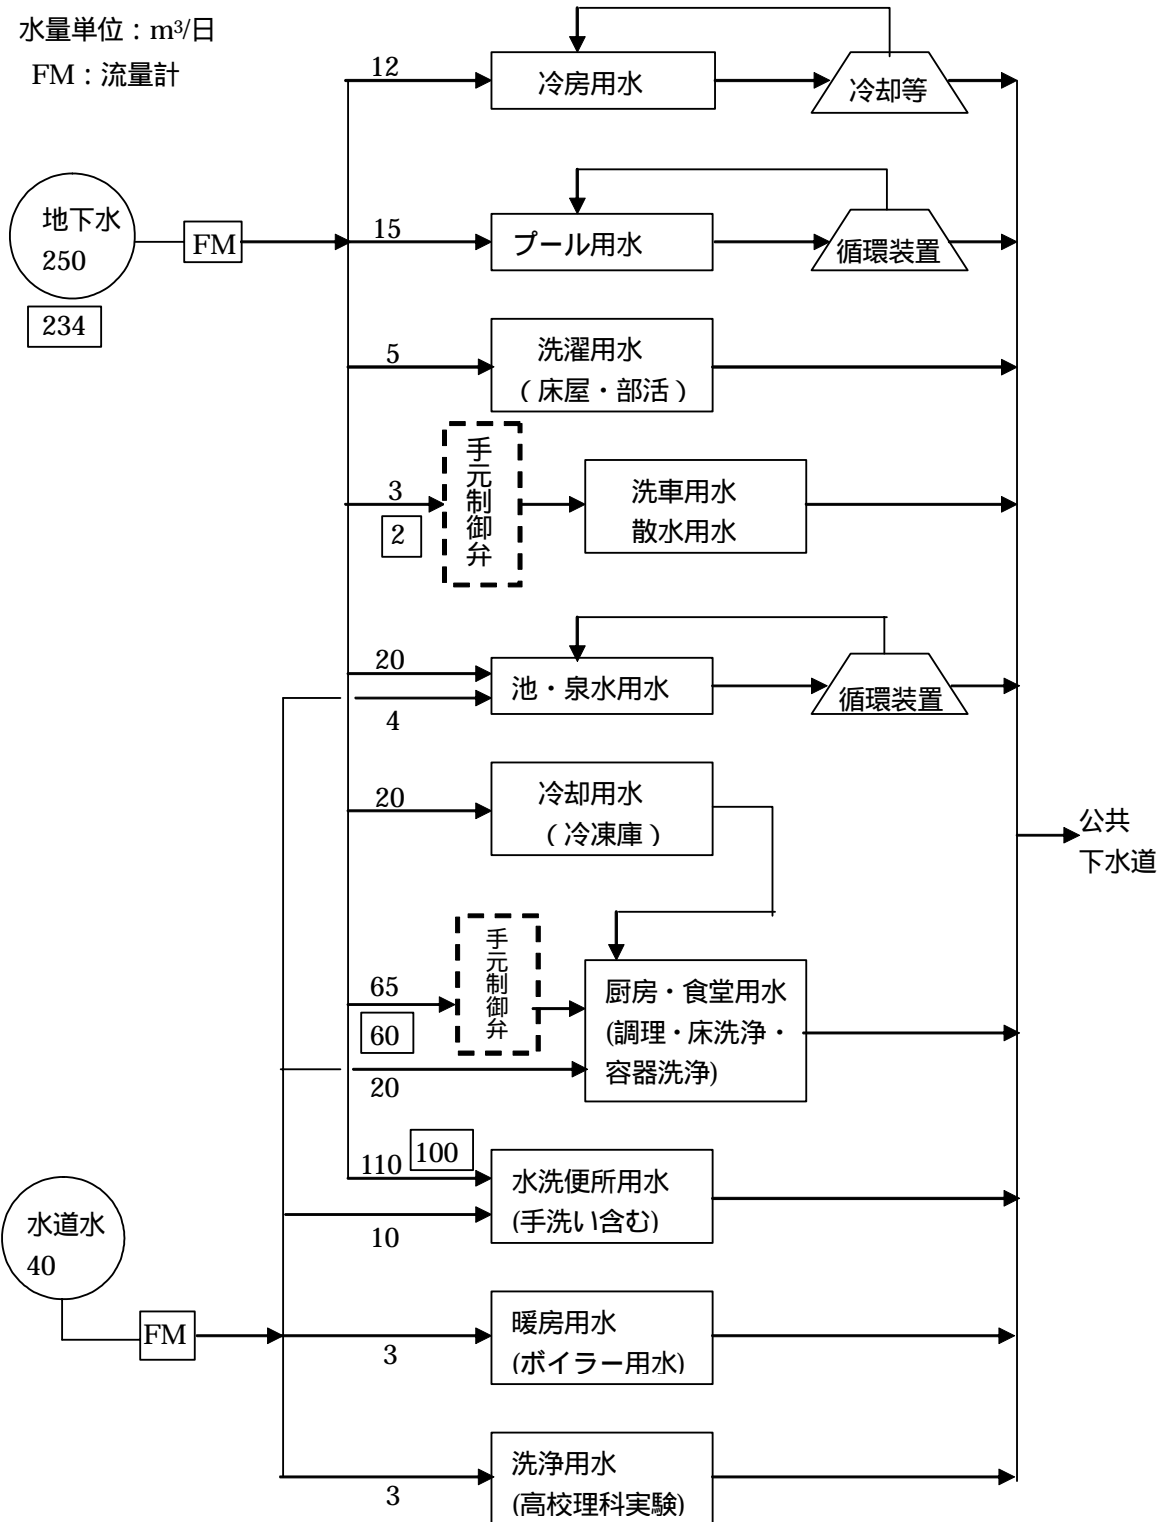 水量単位：m³/日
FM：流量計
12
冷房用水
冷却等
地下水
250
FM
234
15
プール用水
循環装置
5
洗濯用水
（床屋・部活）
3
2
手元制御弁
洗車用水
散水用水
20
4
池・泉水用水
循環装置
20
冷却用水
（冷凍庫）
公共
下水道
65
60
手元制御弁
20
厨房・食堂用水
(調理・床洗浄・
容器洗浄)
110
100
10
水洗便所用水
(手洗い含む)
水道水
40
FM
3
暖房用水
(ボイラー用水)
3
洗浄用水
(高校理科実験)